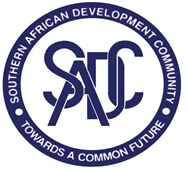 SOUTHERN AFRICAN DEVELOPMENT COMMUNITY
SADC
TOWARDS A COMMON FUTURE